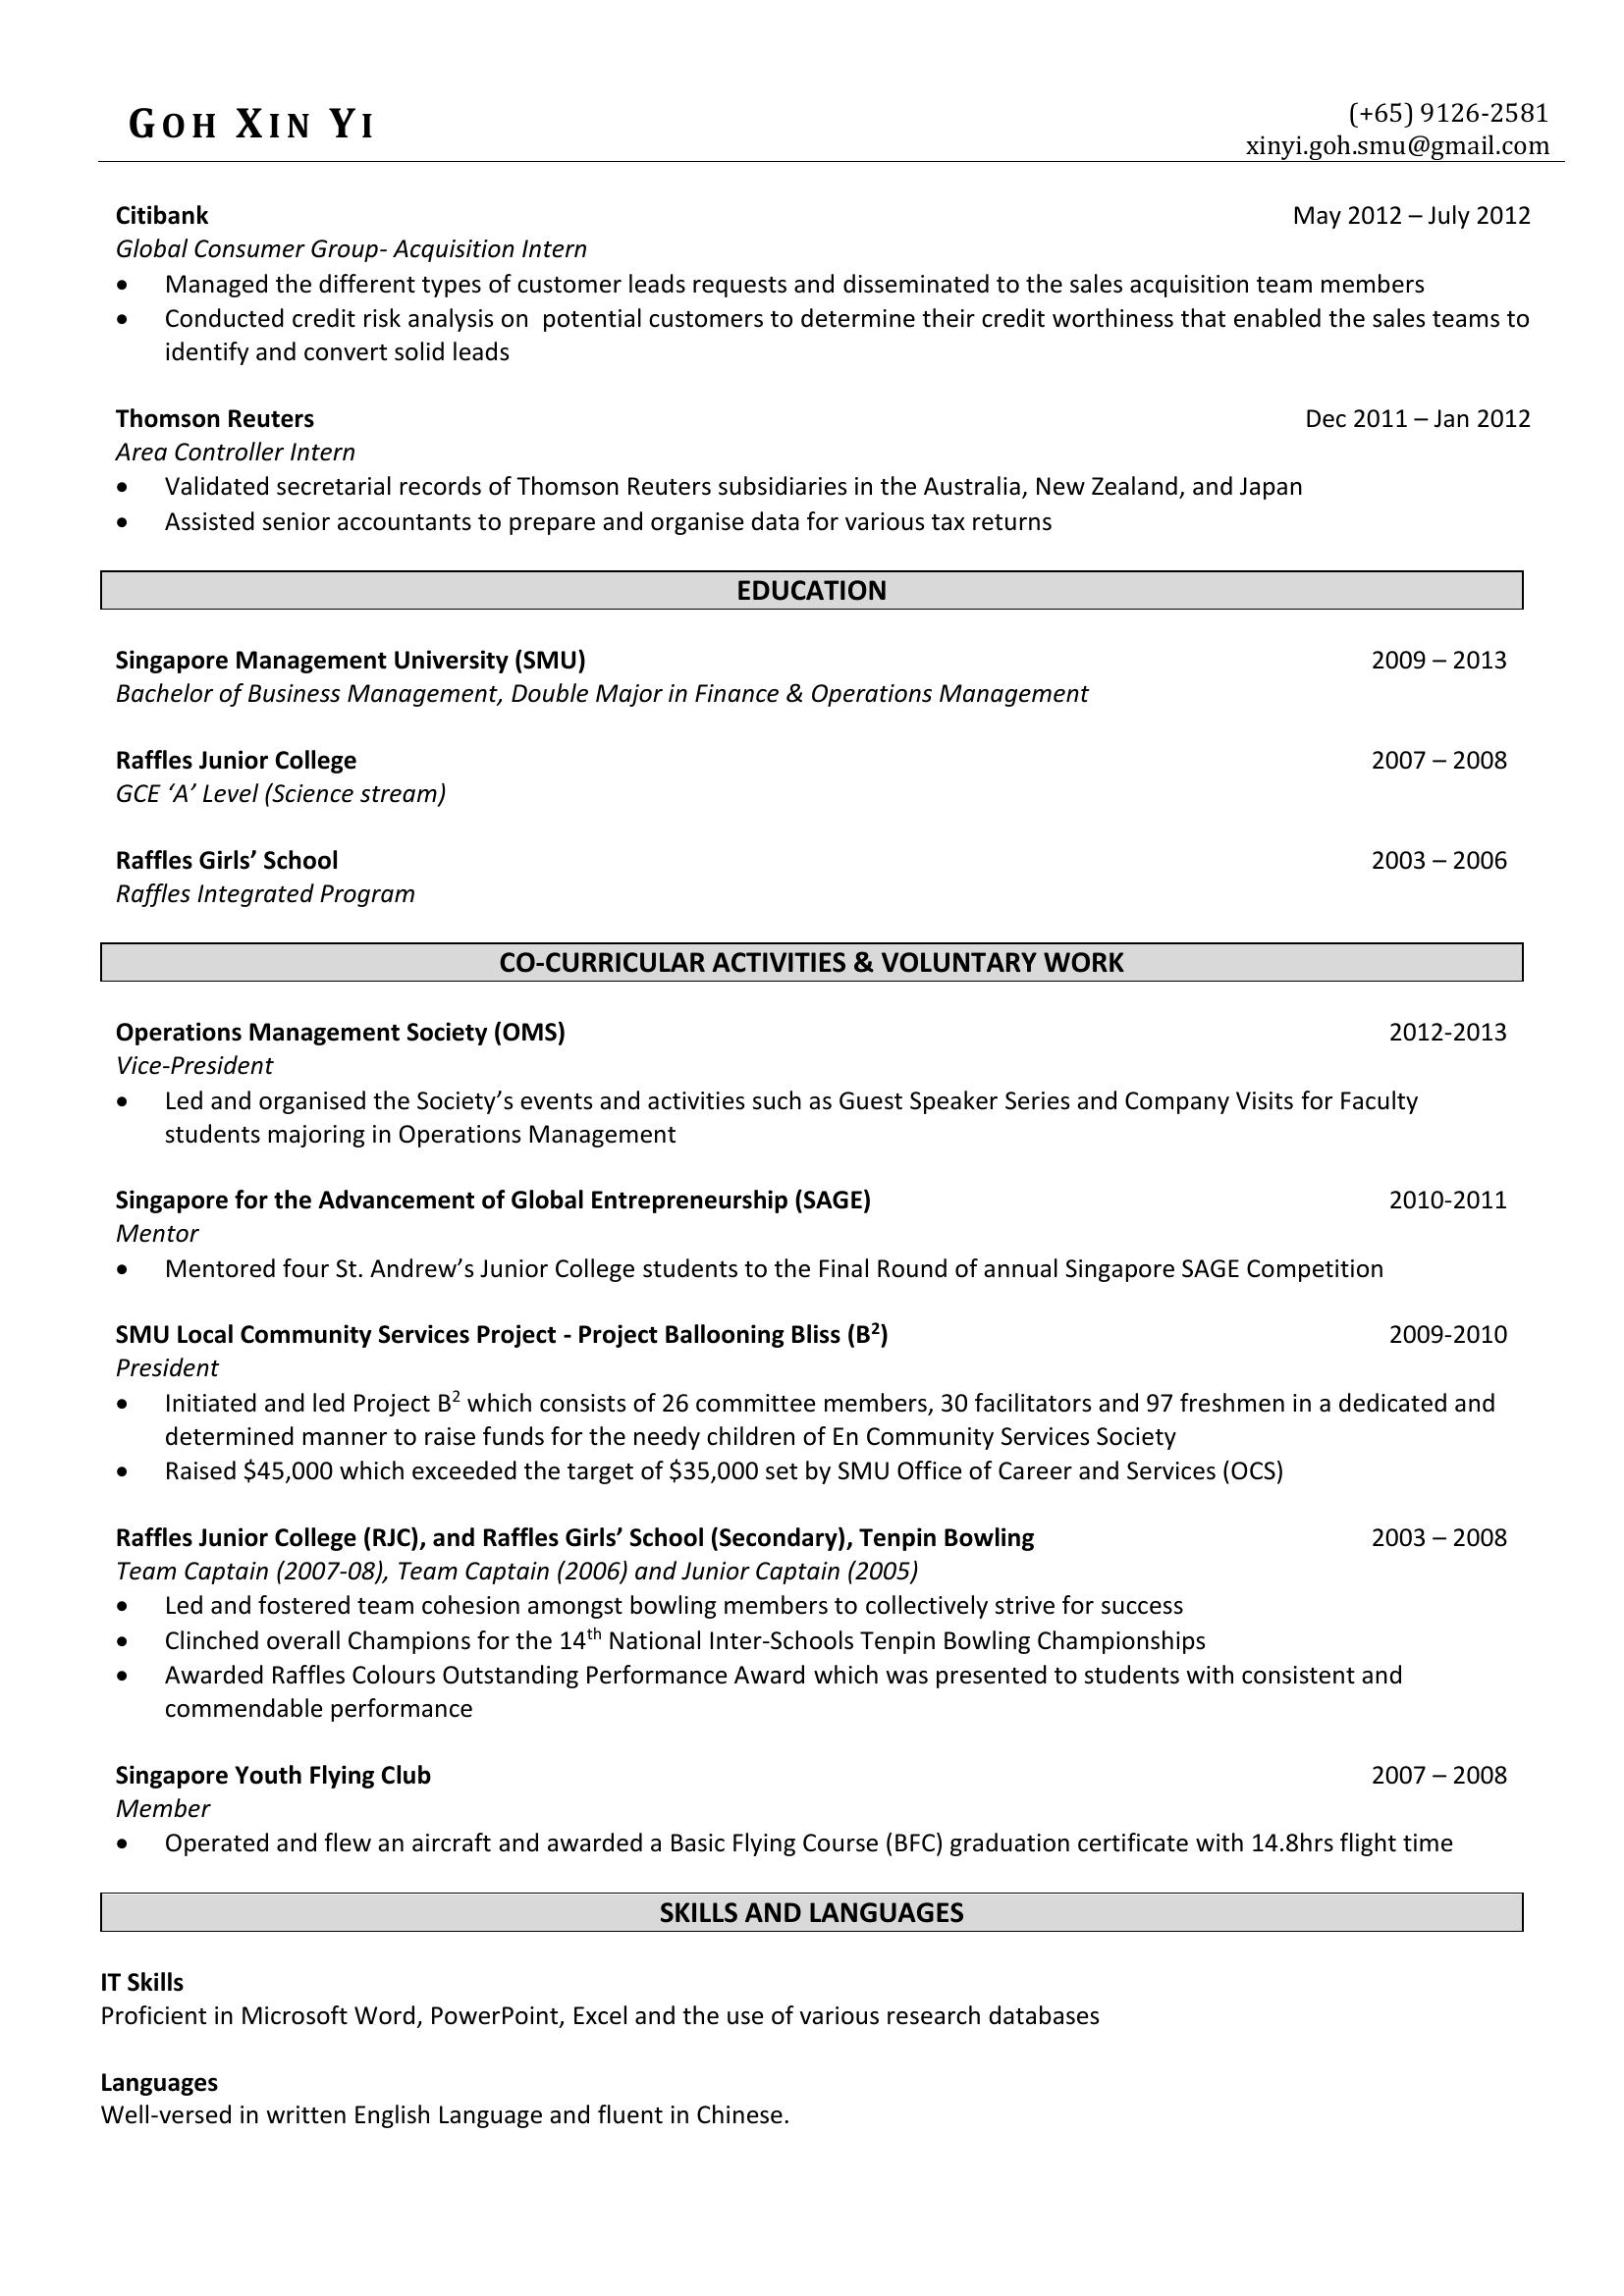 GOH XIN YI
(+65) 9126-2581
xinyi.goh.smu@gmail.com
Citibank May 2012 – July 2012
Global Consumer Group- Acquisition Intern
• Managed the different types of customer leads requests and disseminated to the sales acquisition team members
• Conducted credit risk analysis on  potential customers to determine their credit worthiness that enabled the sales teams to
identify and convert solid leads
Thomson Reuters Dec 2011 – Jan 2012
Area Controller Intern
• Validated secretarial records of Thomson Reuters subsidiaries in the Australia, New Zealand, and Japan
• Assisted senior accountants to prepare and organise data for various tax returns
EDUCATION
Singapore Management University (SMU) 2009 – 2013
Bachelor of Business Management, Double Major in Finance & Operations Management
Raffles Junior College 2007 – 2008
GCE ‘A’ Level (Science stream)
Raffles Girls’ School 2003 – 2006
Raffles Integrated Program
CO-CURRICULAR ACTIVITIES & VOLUNTARY WORK
Operations Management Society (OMS) 2012-2013
Vice-President
• Led and organised the Society’s events and activities such as Guest Speaker Series and Company Visits for Faculty
students majoring in Operations Management
Singapore for the Advancement of Global Entrepreneurship (SAGE) 2010-2011
Mentor
• Mentored four St. Andrew’s Junior College students to the Final Round of annual Singapore SAGE Competition
SMU Local Community Services Project - Project Ballooning Bliss (B²) 2009-2010
President
• Initiated and led Project B² which consists of 26 committee members, 30 facilitators and 97 freshmen in a dedicated and
determined manner to raise funds for the needy children of En Community Services Society
• Raised $45,000 which exceeded the target of $35,000 set by SMU Office of Career and Services (OCS)
Raffles Junior College (RJC), and Raffles Girls’ School (Secondary), Tenpin Bowling 2003 – 2008
Team Captain (2007-08), Team Captain (2006) and Junior Captain (2005)
• Led and fostered team cohesion amongst bowling members to collectively strive for success
• Clinched overall Champions for the 14th National Inter-Schools Tenpin Bowling Championships
• Awarded Raffles Colours Outstanding Performance Award which was presented to students with consistent and
commendable performance
Singapore Youth Flying Club 2007 – 2008
Member
• Operated and flew an aircraft and awarded a Basic Flying Course (BFC) graduation certificate with 14.8hrs flight time
SKILLS AND LANGUAGES
IT Skills
Proficient in Microsoft Word, PowerPoint, Excel and the use of various research databases
Languages
Well-versed in written English Language and fluent in Chinese.